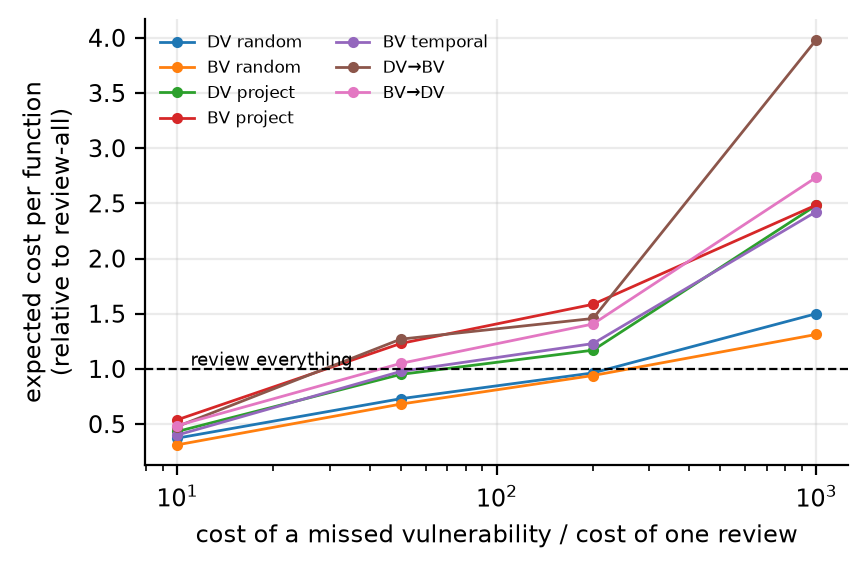 4.0
3.5
3.0
2.5
2.0
1.5
1.0
0.5
expected cost per function
(relative to review-all)
DV random
BV random
DV project
BV project
BV temporal
DV→BV
BV→DV
review everything
10¹
10²
10³
cost of a missed vulnerability / cost of one review